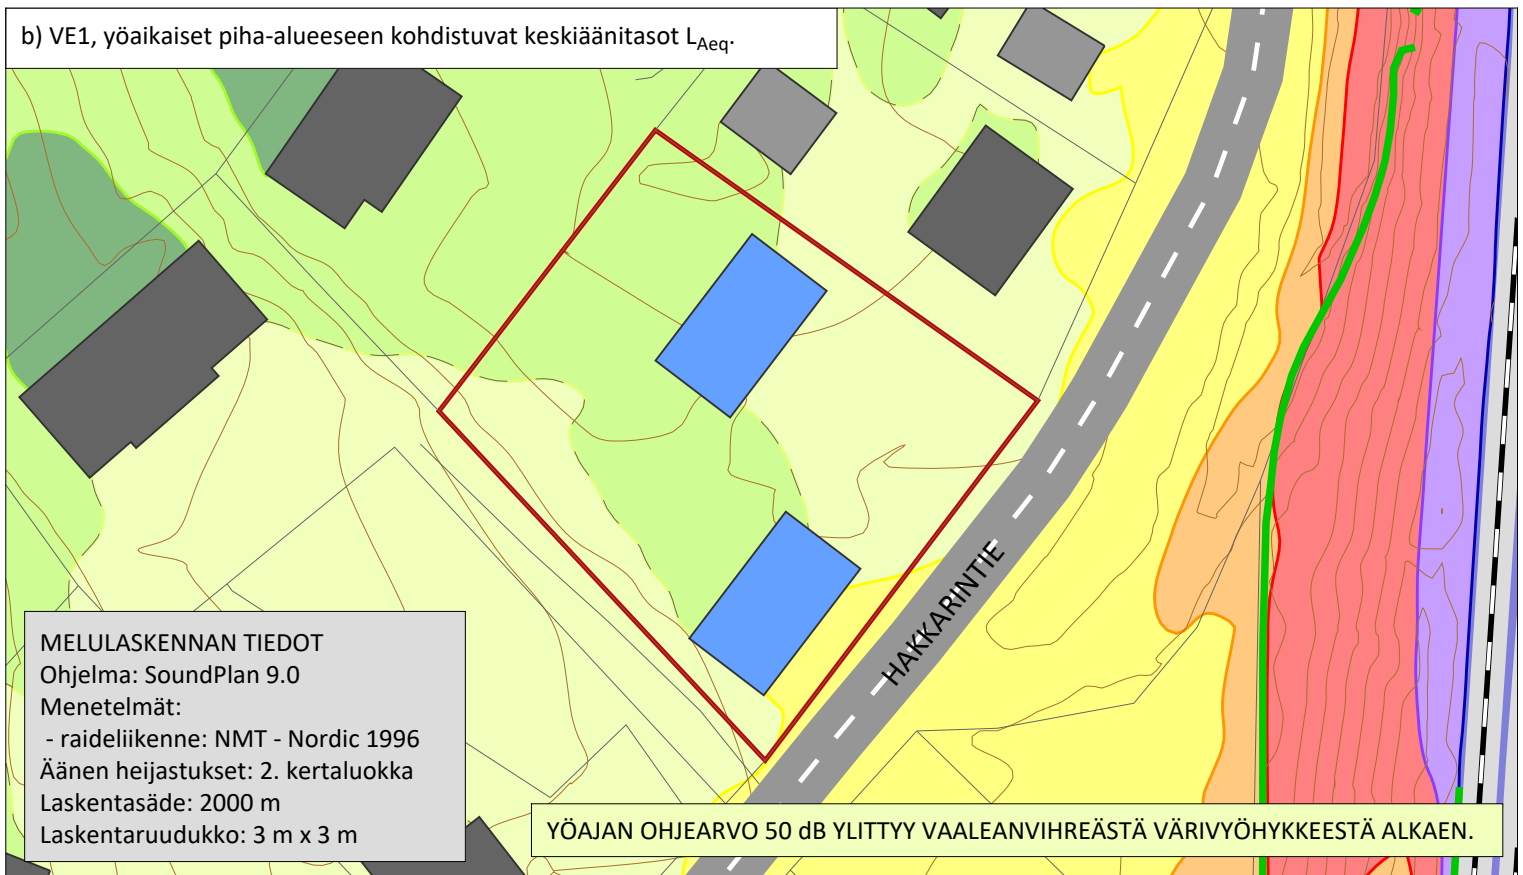 b) VE1, yöaikaiset piha-alueeseen kohdistuvat keskiäänitasot LAeq.
HAKKARINTIE
MELULASKENNAN TIEDOT
Ohjelma: SoundPlan 9.0
Menetelmät:
- raideliikenne: NMT - Nordic 1996
Äänen heijastukset: 2. kertaluokka
Laskentasäde: 2000 m
Laskentaruudukko: 3 m x 3 m
YÖAJAN OHJEARVO 50 dB YLITTYY VAALEANVIHREÄSTÄ VÄRIVYÖHYKKEESTÄ ALKAEN.